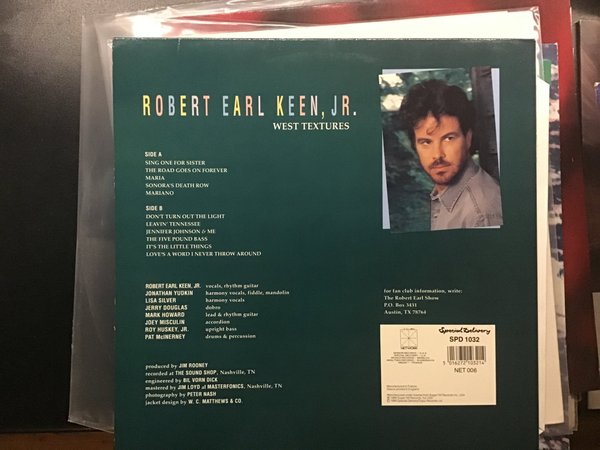 ROBERT EARL KEEN, JR.
WEST TEXTURES
SIDE A
SING ONE FOR SISTER
THE ROAD GOES ON FOREVER
MARIA
SONORA'S DEATH ROW
MARIANO
SIDE B
DON'T TURN OUT THE LIGHT
LEAVIN' TENNESSEE
JENNIFER JOHNSON & ME
THE FIVE POUND BASS
IT'S THE LITTLE THINGS
LOVE'S A WORD I NEVER THROW AROUND
ROBERT EARL KEEN, JR. vocals, rhythm guitar
JONATHAN YUDKIN harmony vocals, fiddle, mandolin
LISA SILVER harmony vocals
JERRY DOUGLAS dobro
MARK HOWARD lead & rhythm guitar
JOEY MISCULIN accordion
ROY HUSKEY, JR. upright bass
PAT McINERNEY drums & percussion
produced by JIM ROONEY
recorded at THE SOUND SHOP, Nashville, TN
engineered by BIL VORN DICK
mastered by JIM LOYD at MASTERFONICS, Nashville, TN
photography by PETER NASH
jacket design by W. C. MATTHEWS & CO.
for fan club information, write:
The Robert Earl Show
P.O. Box 3431
Austin, TX 78764
Special Delivery
SPD 1032
5 016272 103214
NET 006